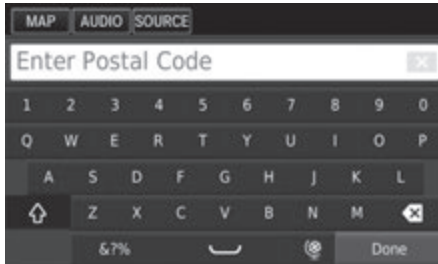 MAP AUDIO SOURCE
Enter Postal Code
1 2 3 4 5 6 7 8 9 0
Q W E R T Y U I O P
A S D F G H J K L
Z X C V B N M
&?% Done